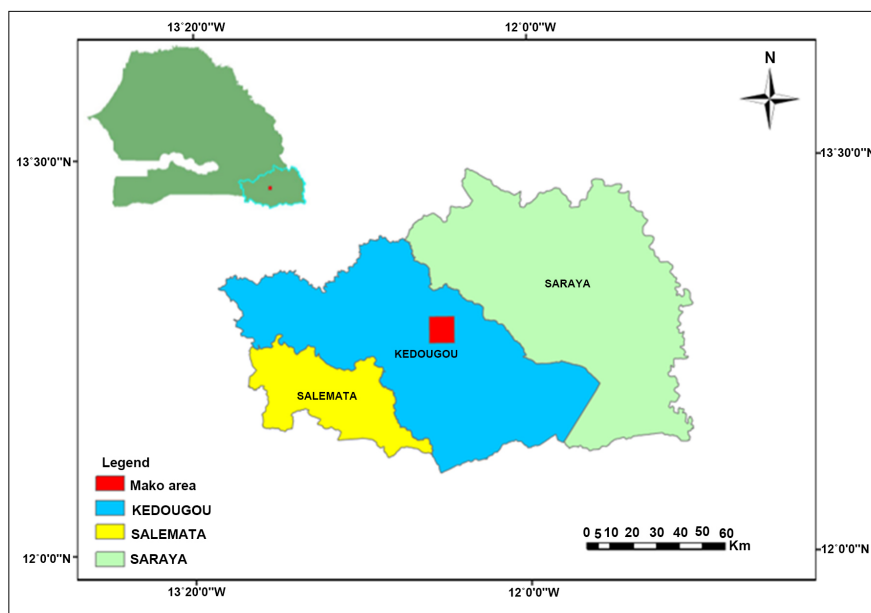 13°20'0"W
12°0'0"W
N
13°30'0"N
13°30'0"N
SARAYA
KEDOUGOU
SALEMATA
Legend
Mako area
KEDOUGOU
SALEMATA
SARAYA
0 5 10 20 30 40 50 60
Km
12°0'0"N
12°0'0"N
13°20'0"W
12°0'0"W